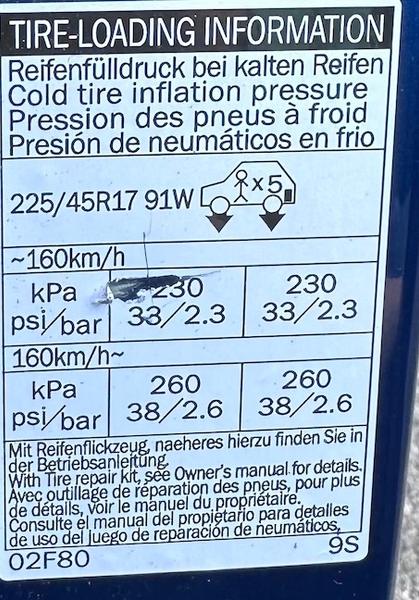 TIRE-LOADING INFORMATION
Reifenfülldruck bei kalten Reifen
Cold tire inflation pressure
Pression des pneus à froid
Presión de neumáticos en frio
225/45R17 91W x5
~160km/h
kPa 230 230
psi/bar 33/2.3 33/2.3
160km/h~
kPa 260 260
psi/bar 38/2.6 38/2.6
Mit Reifenflickzeug, naeheres hierzu finden Sie in
der Betriebsanleitung.
With Tire repair kit, see Owner's manual for details.
Avec outillage de réparation des pneus, pour plus
de détails, voir le manuel du propriétaire.
Consulte el manual del propietario para detalles
de uso del juego de reparación de neumáticos.
02F80 9S